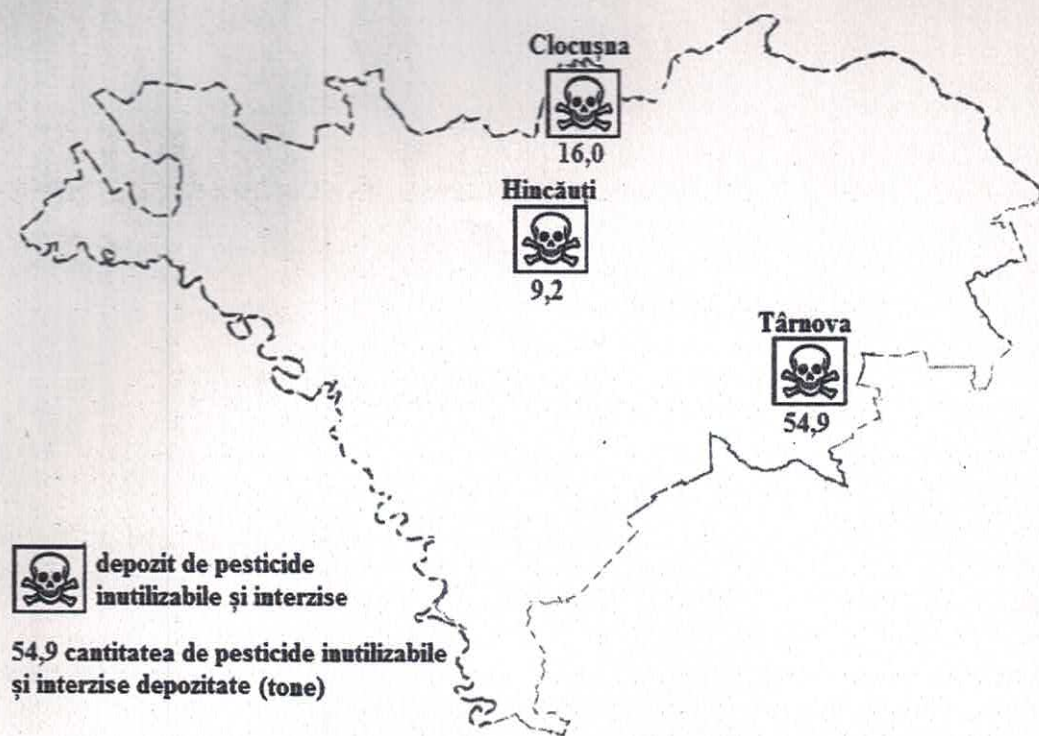 Clocușna
16,0
Hincăuți
9,2
Târnova
54,9
depozit de pesticide
inutilizabile și interzise
54,9 cantitatea de pesticide inutilizabile
și interzise depozitate (tone)